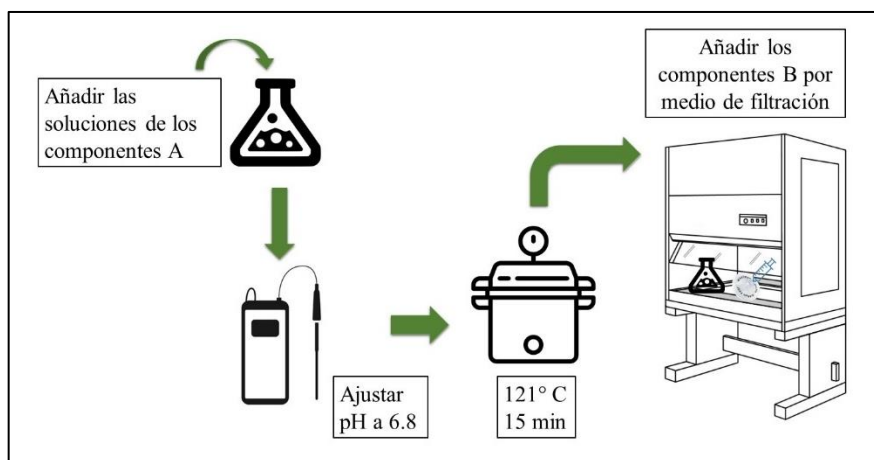 Añadir las
soluciones de los
componentes A
Ajustar
pH a 6.8
121° C
15 min
Añadir los
componentes B por
medio de filtración